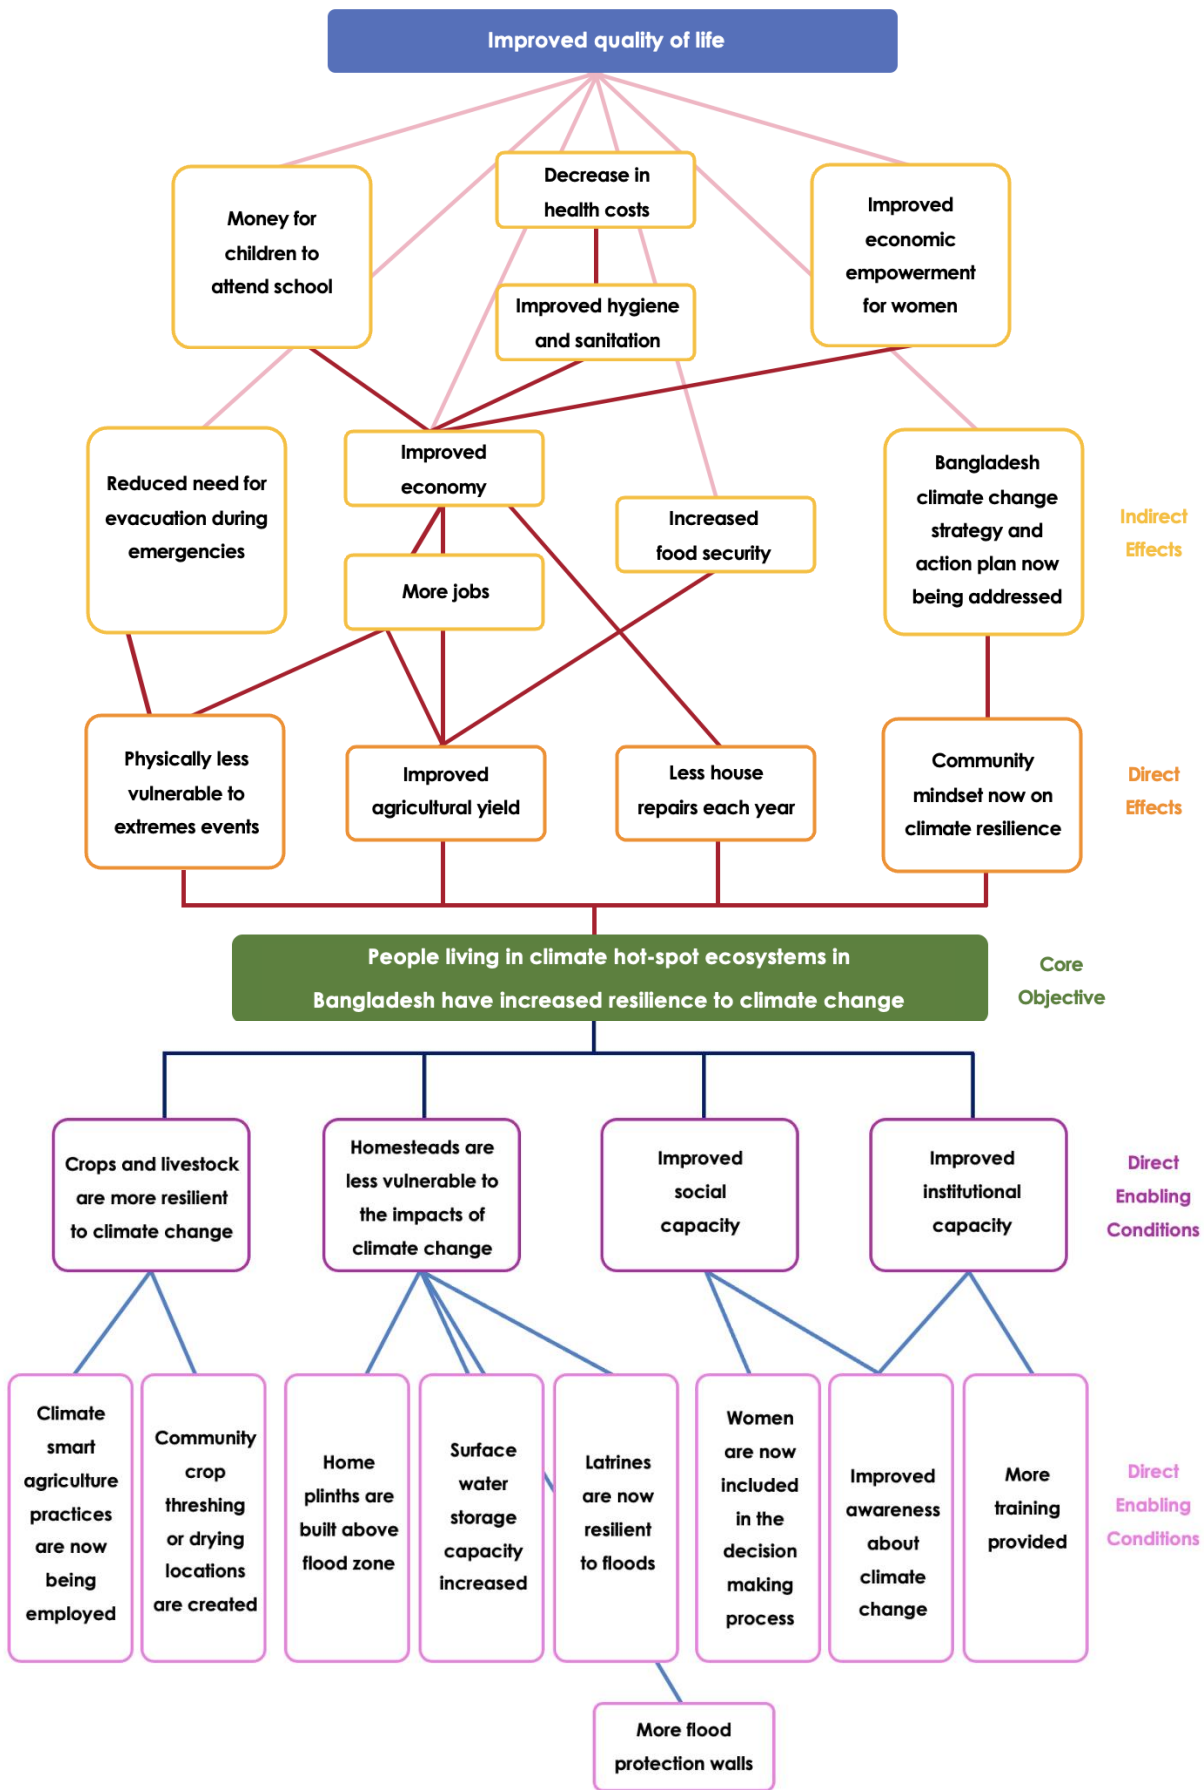 Improved quality of life
Decrease in
health costs
Money for
children to
attend school
Improved
economic
empowerment
for women
Improved hygiene
and sanitation
Reduced need for
evacuation during
emergencies
Improved
economy
Increased
food security
Bangladesh
climate change
strategy and
action plan now
being addressed
Indirect
Effects
More jobs
Physically less
vulnerable to
extremes events
Improved
agricultural yield
Less house
repairs each year
Community
mindset now on
climate resilience
Direct
Effects
People living in climate hot-spot ecosystems in
Bangladesh have increased resilience to climate change
Core
Objective
Crops and livestock
are more resilient
to climate change
Homesteads are
less vulnerable to
the impacts of
climate change
Improved
social
capacity
Improved
institutional
capacity
Direct
Enabling
Conditions
Climate
smart
agriculture
practices
are now
being
employed
Community
crop
threshing
or drying
locations
are created
Home
plinths are
built above
flood zone
Surface
water
storage
capacity
increased
Latrines
are now
resilient
to floods
Women
are now
included
in the
decision
making
process
Improved
awareness
about
climate
change
More
training
provided
Direct
Enabling
Conditions
More flood
protection walls